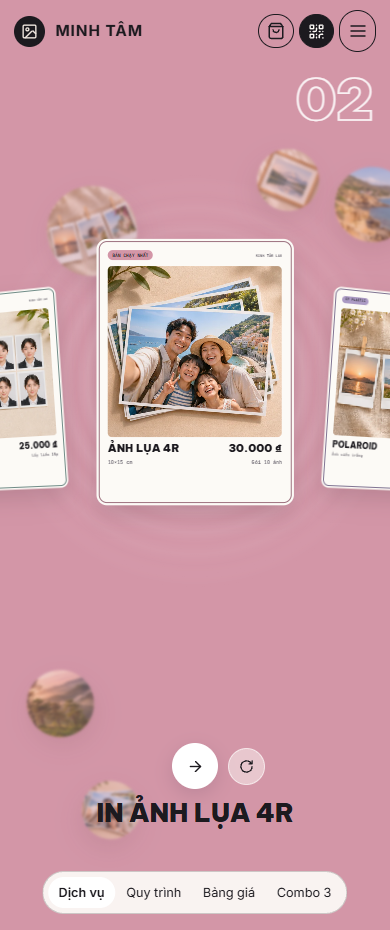 MINH TÂM
02
BÁN CHẠY NHẤT
MINH TÂM LAB
ẢNH LỤA 4R 30.000 ₫
10×15 cm Gói 10 ảnh
25.000 ₫
POLAROID
IN ẢNH LỤA 4R
Dịch vụ Quy trình Bảng giá Combo 3